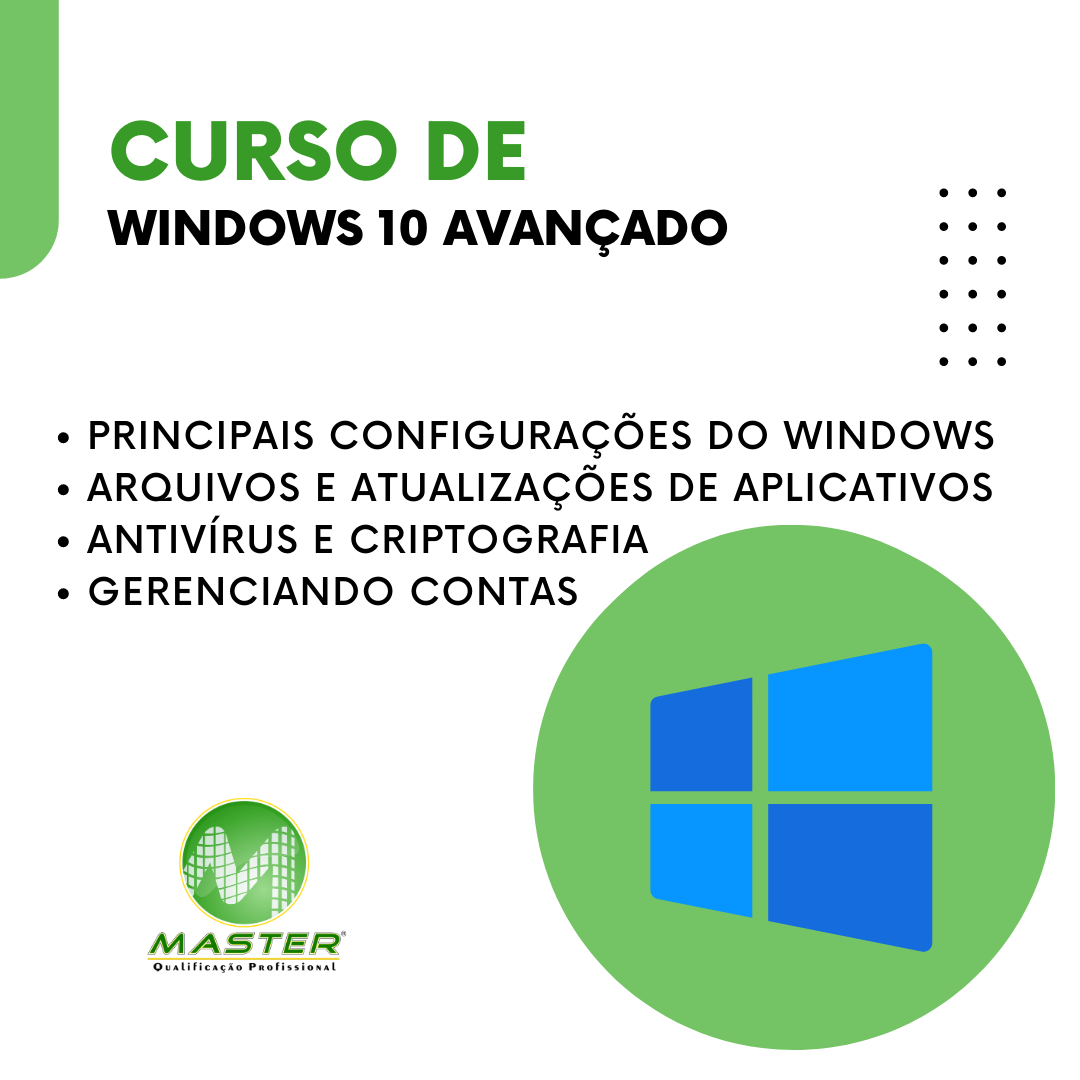 CURSO DE
WINDOWS 10 AVANÇADO
• PRINCIPAIS CONFIGURAÇÕES DO WINDOWS
• ARQUIVOS E ATUALIZAÇÕES DE APLICATIVOS
• ANTIVÍRUS E CRIPTOGRAFIA
• GERENCIANDO CONTAS
MASTER®
Qualificação Profissional